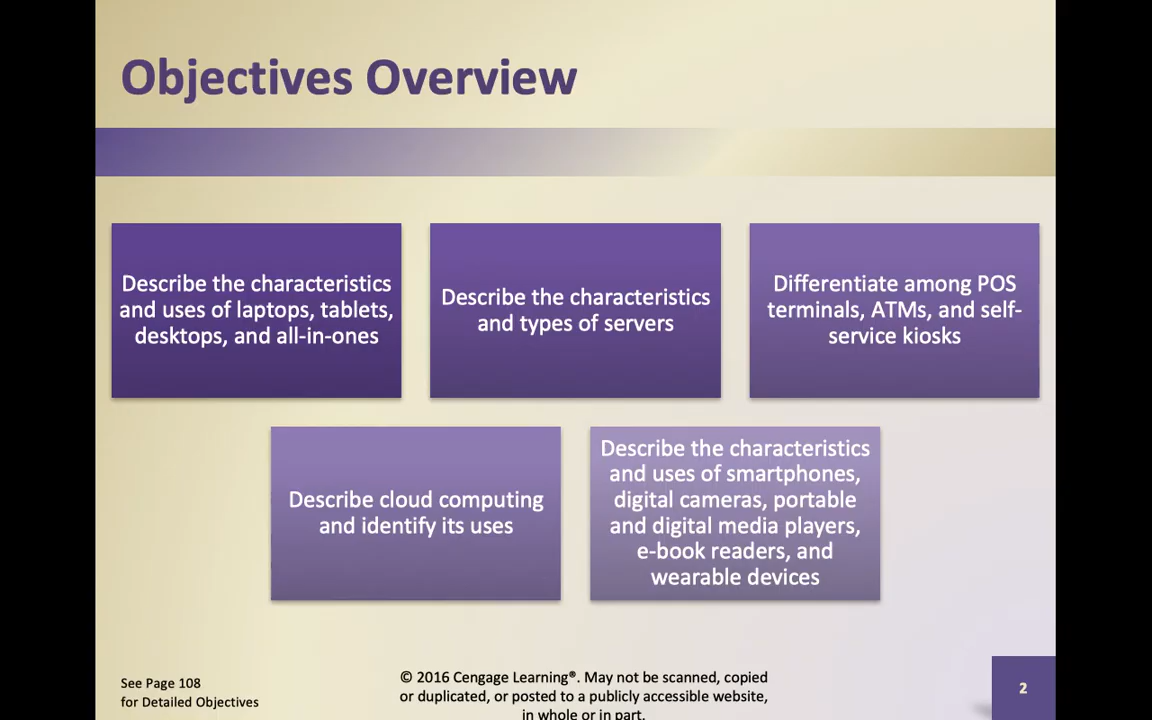 Objectives Overview
Describe the characteristics
and uses of laptops, tablets,
desktops, and all-in-ones
Describe the characteristics
and types of servers
Differentiate among POS
terminals, ATMs, and self-
service kiosks
Describe cloud computing
and identify its uses
Describe the characteristics
and uses of smartphones,
digital cameras, portable
and digital media players,
e-book readers, and
wearable devices
See Page 108
for Detailed Objectives
© 2016 Cengage Learning®. May not be scanned, copied
or duplicated, or posted to a publicly accessible website,
in whole or in part.
2